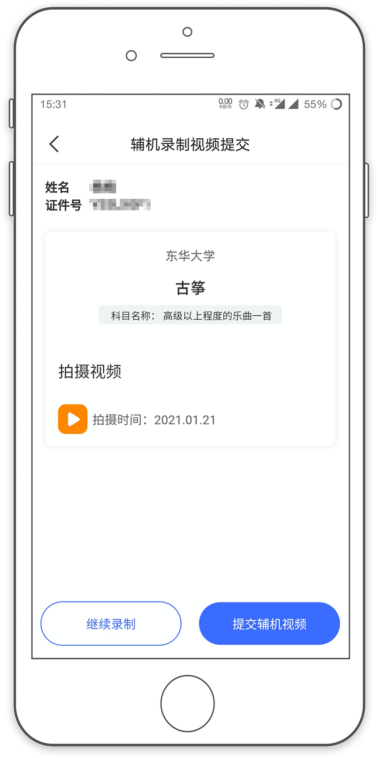 15:31
0.00 KB/S 4G 55%
辅机录制视频提交
姓名
证件号
东华大学
古筝
科目名称： 高级以上程度的乐曲一首
拍摄视频
拍摄时间：2021.01.21
继续录制
提交辅机视频